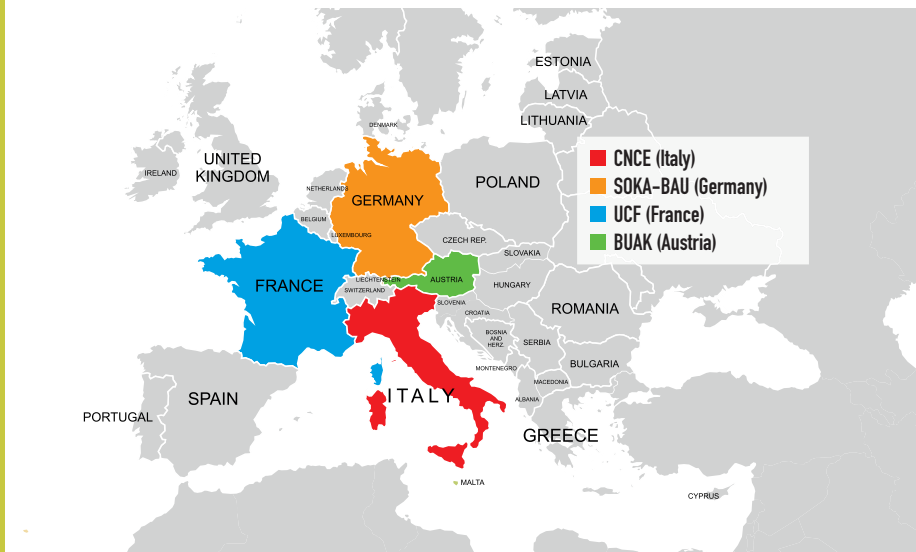 ESTONIA
LATVIA
LITHUANIA
DENMARK
CNCE (Italy)
SOKA-BAU (Germany)
UCF (France)
BUAK (Austria)
UNITED
KINGDOM
IRELAND
NETHERLANDS
POLAND
GERMANY
BELGIUM
LUXEMBOURG
CZECH REP.
SLOVAKIA
FRANCE
LIECHTENSTEIN
SWITZERLAND
AUSTRIA
HUNGARY
SLOVENIA
CROATIA
ROMANIA
BOSNIA
AND
HERZ.
SERBIA
MONTENEGRO
BULGARIA
MACEDONIA
ALBANIA
ITALY
SPAIN
PORTUGAL
GREECE
MALTA
CYPRUS